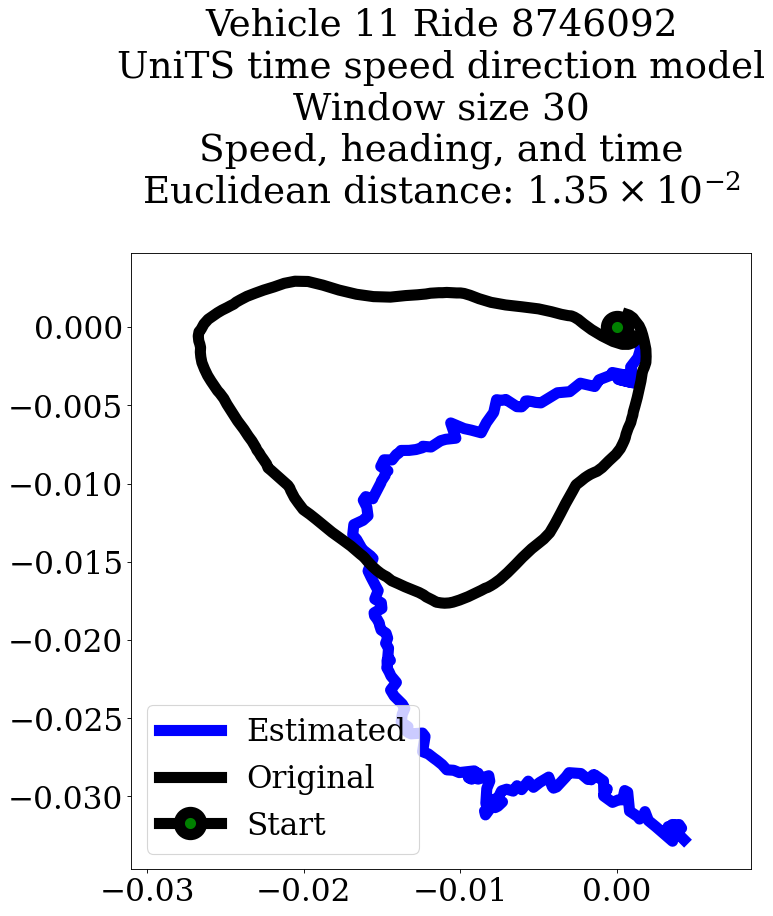 Vehicle 11 Ride 8746092
UniTS time speed direction model
Window size 30
Speed, heading, and time
Euclidean distance: 1.35 × 10⁻²
0.000
−0.005
−0.010
−0.015
−0.020
−0.025
−0.030
Estimated
Original
Start
−0.03
−0.02
−0.01
0.00